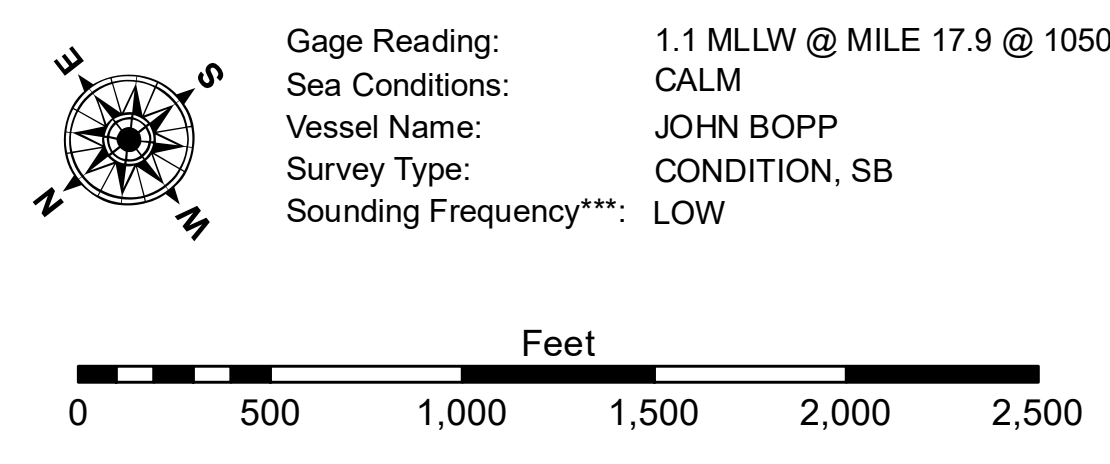 E
S
N
W
Gage Reading: 1.1 MLLW @ MILE 17.9 @ 1050
Sea Conditions: CALM
Vessel Name: JOHN BOPP
Survey Type: CONDITION, SB
Sounding Frequency***: LOW
Feet
0 500 1,000 1,500 2,000 2,500